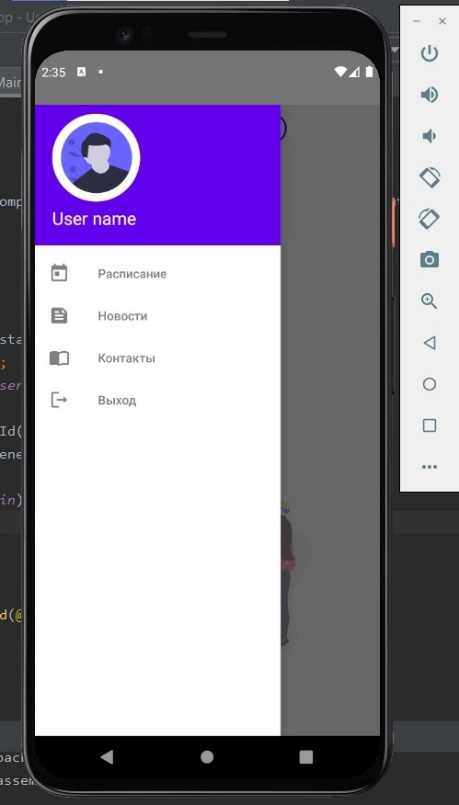 2:35
User name
Расписание
Новости
Контакты
Выход